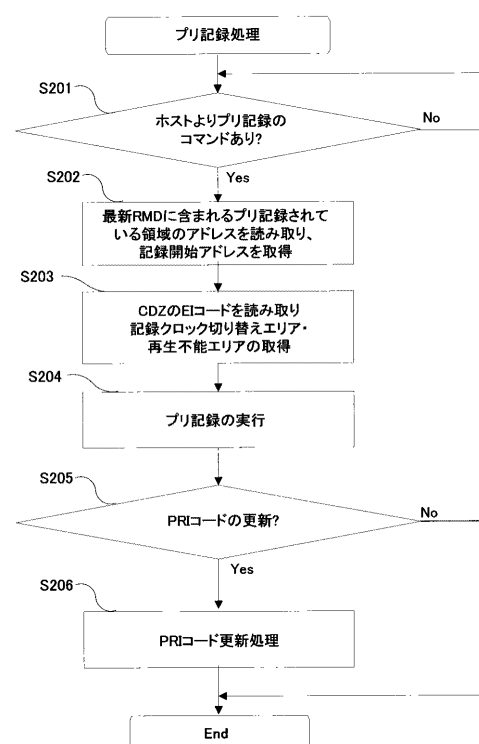 プリ記録処理
S201
ホストよりプリ記録の
コマンドあり?
No
Yes
S202
最新RMDに含まれるプリ記録されて
いる領域のアドレスを読み取り、
記録開始アドレスを取得
S203
CDZのEIコードを読み取り
記録クロック切り替えエリア・
再生不能エリアの取得
S204
プリ記録の実行
S205
PRIコードの更新?
No
Yes
S206
PRIコード更新処理
End